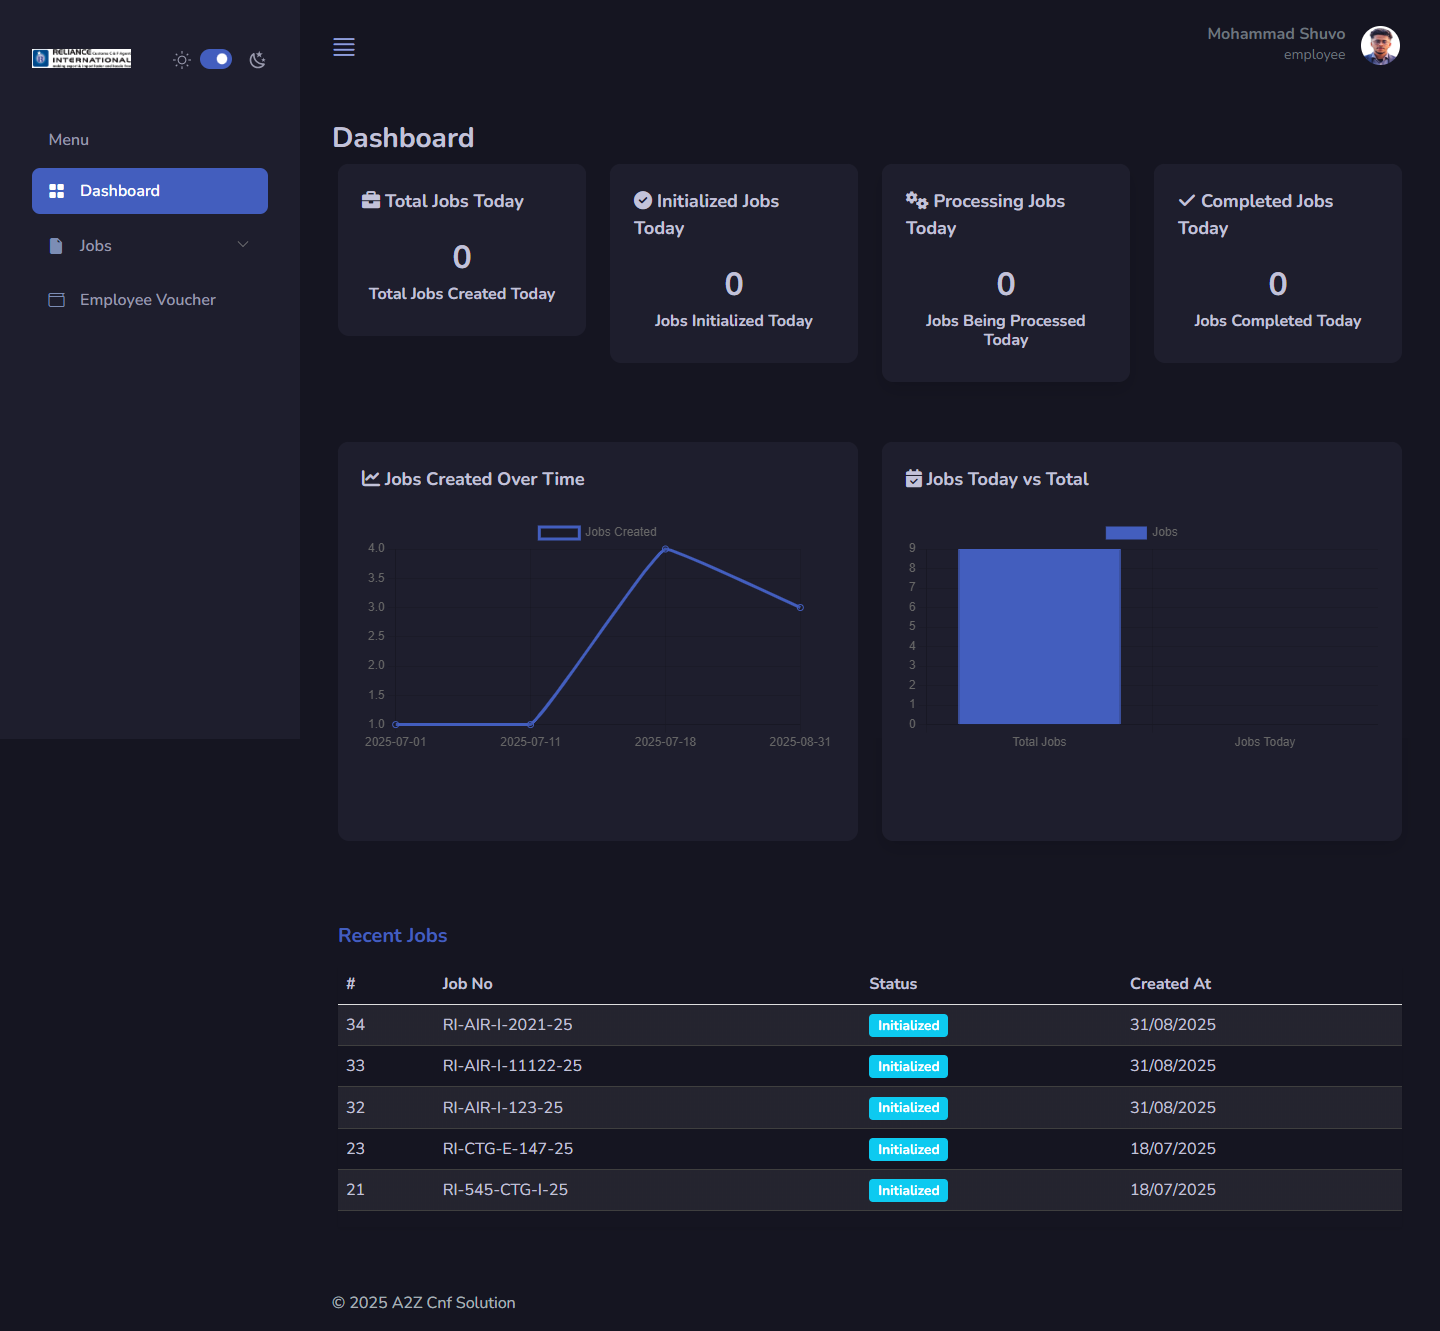 RELIANCE Customs C & F Agent
INTERNATIONAL
Mohammad Shuvo
employee
Menu
Dashboard
Jobs
Employee Voucher
Dashboard
Total Jobs Today
0
Total Jobs Created Today
Initialized Jobs
Today
0
Jobs Initialized Today
Processing Jobs
Today
0
Jobs Being Processed
Today
Completed Jobs
Today
0
Jobs Completed Today
Jobs Created Over Time
Jobs Created
4.0
3.5
3.0
2.5
2.0
1.5
1.0
2025-07-01 2025-07-11 2025-07-18 2025-08-31
Jobs Today vs Total
Jobs
9
8
7
6
5
4
3
2
1
0
Total Jobs Jobs Today
Recent Jobs
# Job No Status Created At
34 RI-AIR-I-2021-25 Initialized 31/08/2025
33 RI-AIR-I-11122-25 Initialized 31/08/2025
32 RI-AIR-I-123-25 Initialized 31/08/2025
23 RI-CTG-E-147-25 Initialized 18/07/2025
21 RI-545-CTG-I-25 Initialized 18/07/2025
© 2025 A2Z Cnf Solution